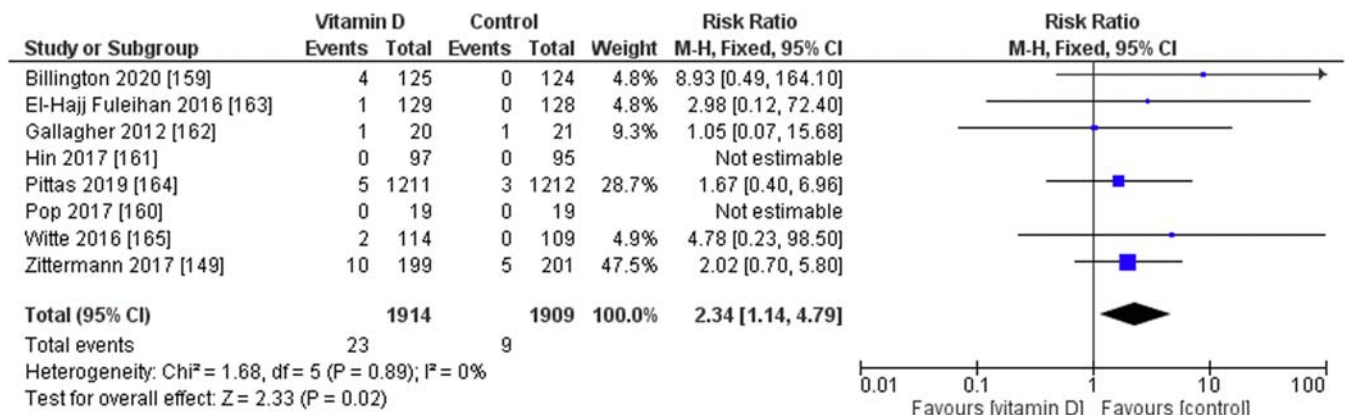 Vitamin D Control Risk Ratio Risk Ratio
Study or Subgroup Events Total Events Total Weight M-H, Fixed, 95% CI M-H, Fixed, 95% CI
Billington 2020 [159] 4 125 0 124 4.8% 8.93 [0.49, 164.10]
El-Hajj Fuleihan 2016 [163] 1 129 0 128 4.8% 2.98 [0.12, 72.40]
Gallagher 2012 [162] 1 20 1 21 9.3% 1.05 [0.07, 15.68]
Hin 2017 [161] 0 97 0 95 Not estimable
Pittas 2019 [164] 5 1211 3 1212 28.7% 1.67 [0.40, 6.96]
Pop 2017 [160] 0 19 0 19 Not estimable
Witte 2016 [165] 2 114 0 109 4.9% 4.78 [0.23, 98.50]
Zittermann 2017 [149] 10 199 5 201 47.5% 2.02 [0.70, 5.80]
Total (95% CI) 1914 1909 100.0% 2.34 [1.14, 4.79]
Total events 23 9
Heterogeneity: Chi² = 1.68, df = 5 (P = 0.89); I² = 0%
Test for overall effect: Z = 2.33 (P = 0.02)
0.01 0.1 1 10 100
Favours [vitamin D] Favours [control]